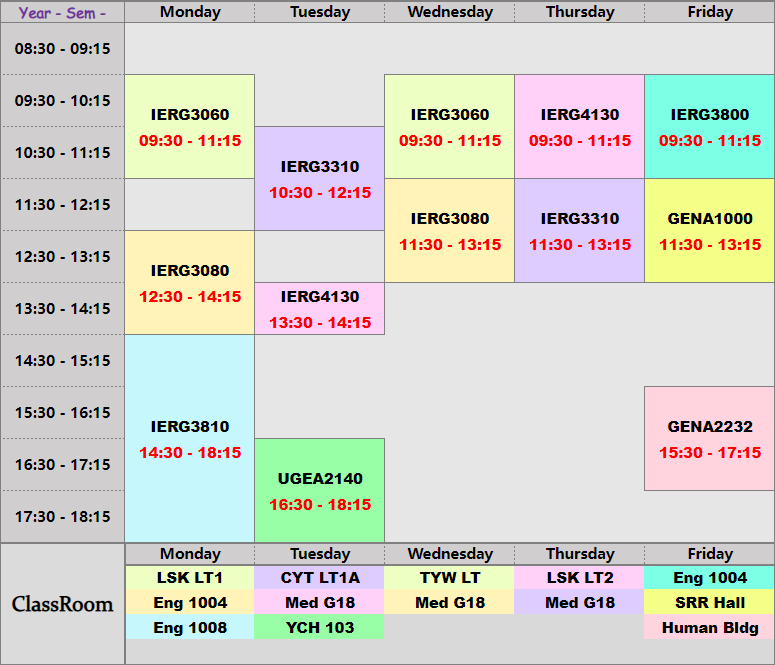 Year - Sem - Monday Tuesday Wednesday Thursday Friday
08:30 - 09:15
09:30 - 10:15
IERG3060 IERG3060 IERG4130 IERG3800
09:30 - 11:15 09:30 - 11:15 09:30 - 11:15 09:30 - 11:15
10:30 - 11:15
IERG3310
10:30 - 12:15
11:30 - 12:15
IERG3080 IERG3310 GENA1000
11:30 - 13:15 11:30 - 13:15 11:30 - 13:15
12:30 - 13:15
IERG3080
12:30 - 14:15
13:30 - 14:15
IERG4130
13:30 - 14:15
14:30 - 15:15
IERG3810
14:30 - 18:15
15:30 - 16:15
GENA2232
15:30 - 17:15
16:30 - 17:15
UGEA2140
16:30 - 18:15
17:30 - 18:15
Monday Tuesday Wednesday Thursday Friday
ClassRoom
LSK LT1 CYT LT1A TYW LT LSK LT2 Eng 1004
Eng 1004 Med G18 Med G18 Med G18 SRR Hall
Eng 1008 YCH 103 Human Bldg